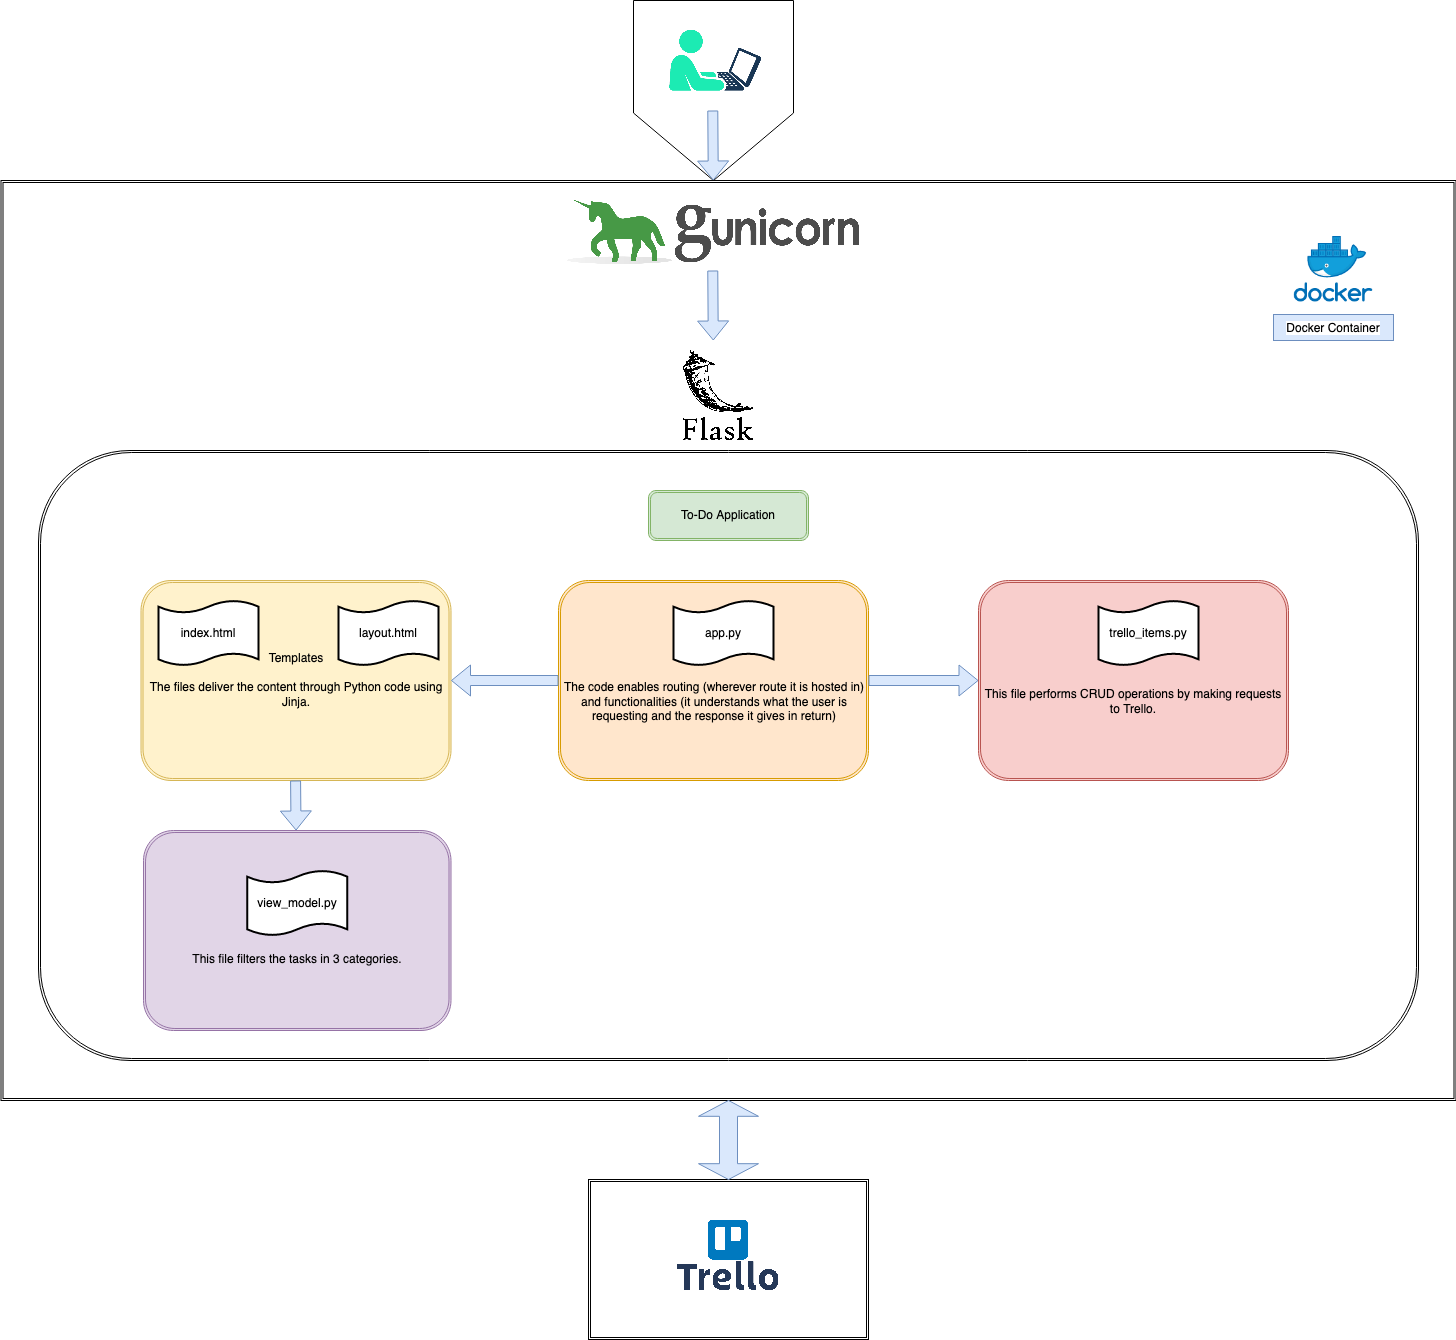 gunicorn
docker
Docker Container
Flask
To-Do Application
index.html
layout.html
Templates
The files deliver the content through Python code using
Jinja.
app.py
The code enables routing (wherever route it is hosted in)
and functionalities (it understands what the user is
requesting and the response it gives in return)
trello_items.py
This file performs CRUD operations by making requests
to Trello.
view_model.py
This file filters the tasks in 3 categories.
Trello